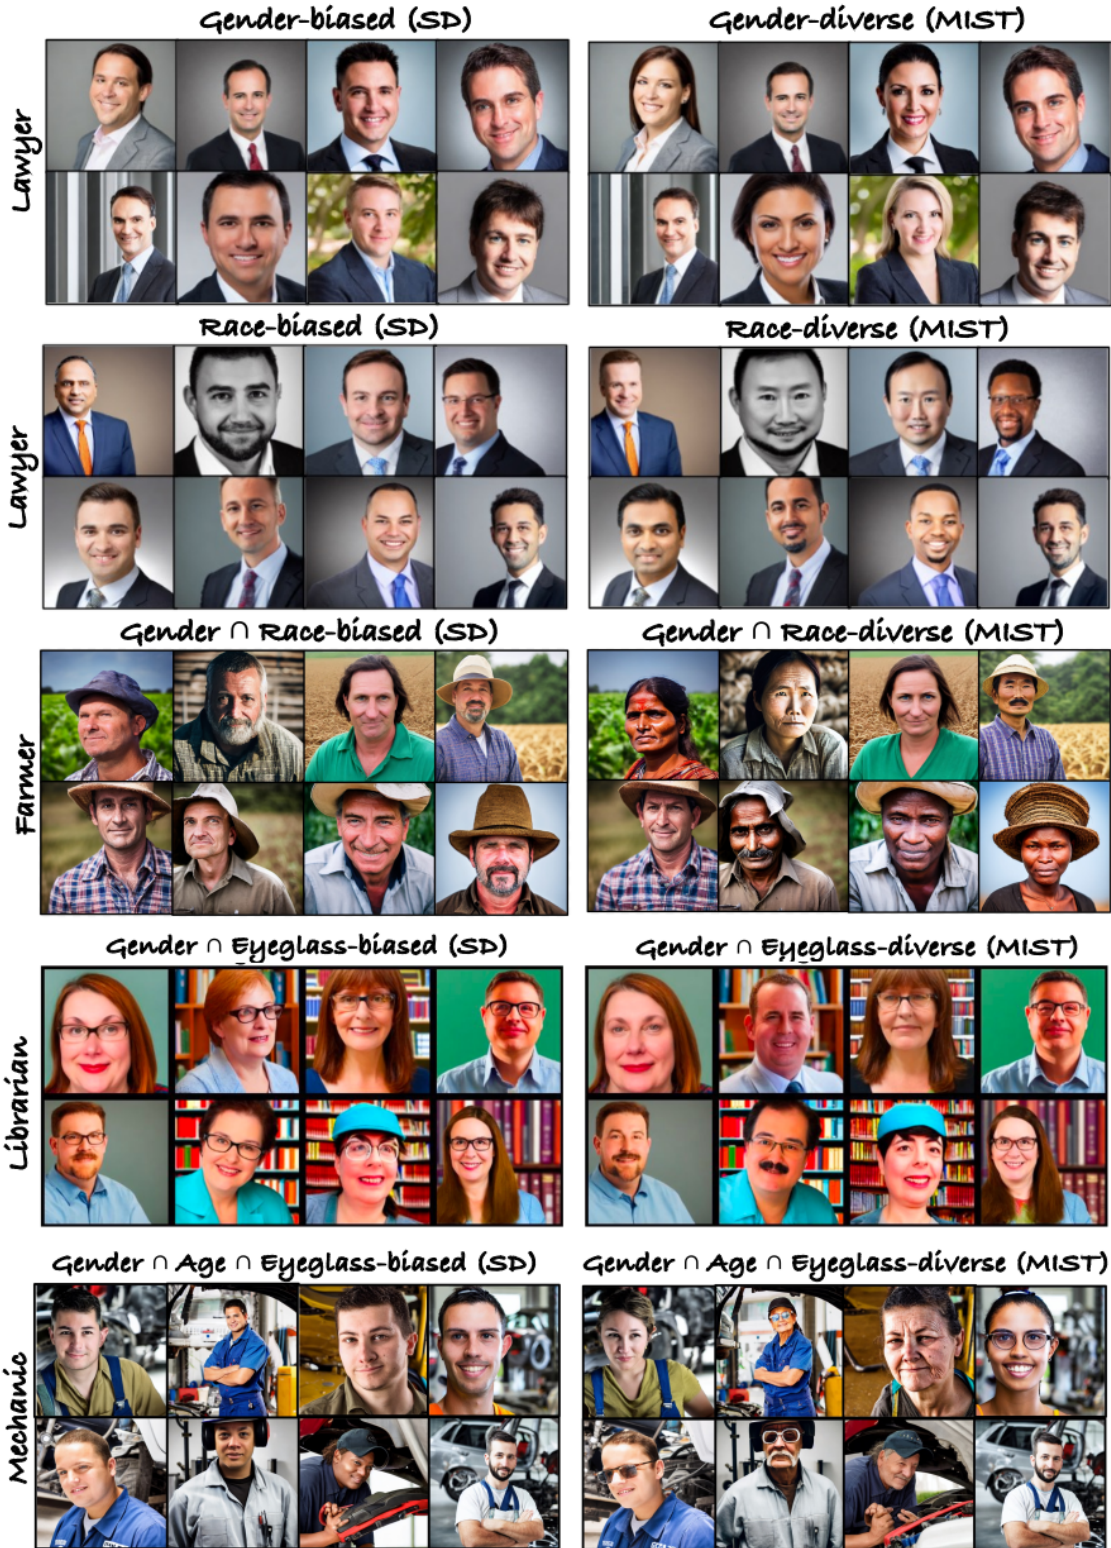 Gender-biased (SD)
Gender-diverse (MIST)
Lawyer
Race-biased (SD)
Race-diverse (MIST)
Lawyer
Gender ∩ Race-biased (SD)
Gender ∩ Race-diverse (MIST)
Farmer
Gender ∩ Eyeglass-biased (SD)
Gender ∩ Eyeglass-diverse (MIST)
Librarian
Gender ∩ Age ∩ Eyeglass-biased (SD)
Gender ∩ Age ∩ Eyeglass-diverse (MIST)
Mechanic